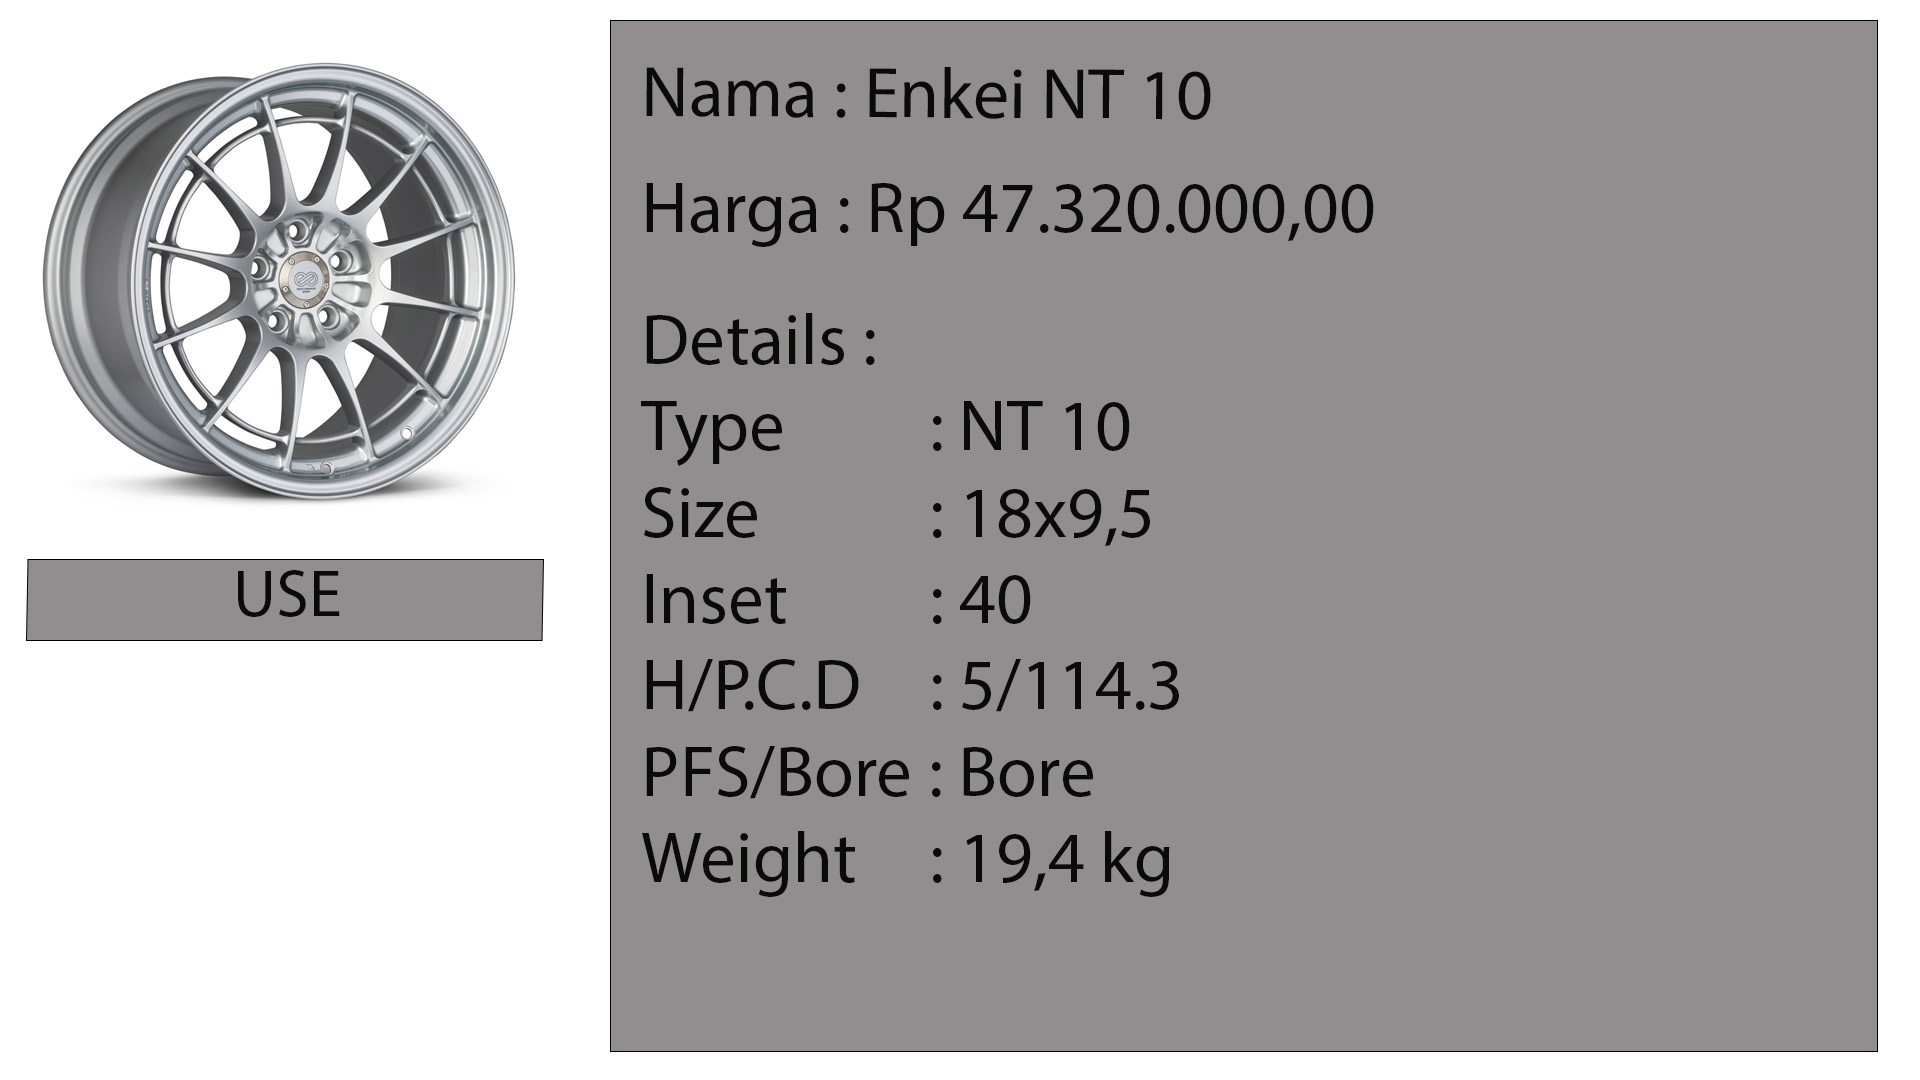 Nama : Enkei NT 10
Harga : Rp 47.320.000,00
Details :
Type : NT 10
Size : 18x9,5
Inset : 40
H/P.C.D : 5/114.3
PFS/Bore : Bore
Weight : 19,4 kg
USE